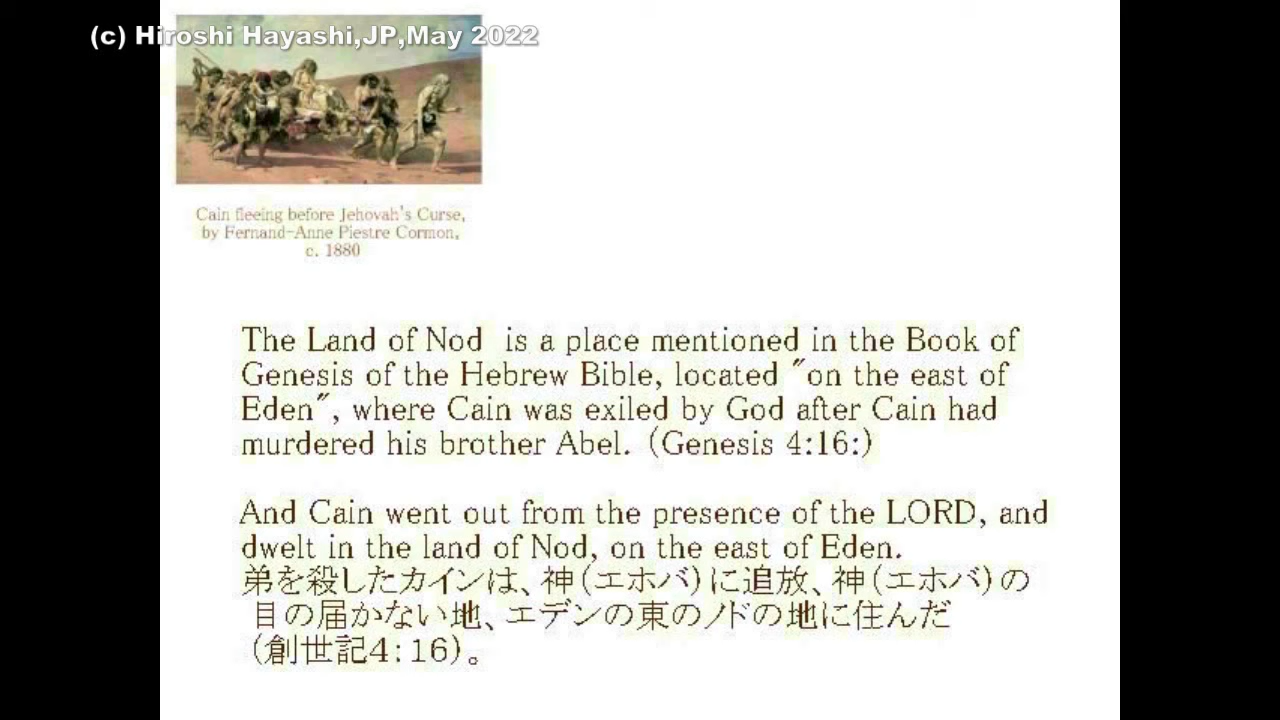 (c) Hiroshi Hayashi,JP,May 2022
Cain fleeing before Jehovah's Curse,
by Fernand-Anne Piestre Cormon,
c. 1880
The Land of Nod is a place mentioned in the Book of
Genesis of the Hebrew Bible, located "on the east of
Eden", where Cain was exiled by God after Cain had
murdered his brother Abel. (Genesis 4:16:)
And Cain went out from the presence of the LORD, and
dwelt in the land of Nod, on the east of Eden.
弟を殺したカインは、神(エホバ)に追放、神(エホバ)の
目の届かない地、エデンの東のノドの地に住んだ
(創世記4:16)。